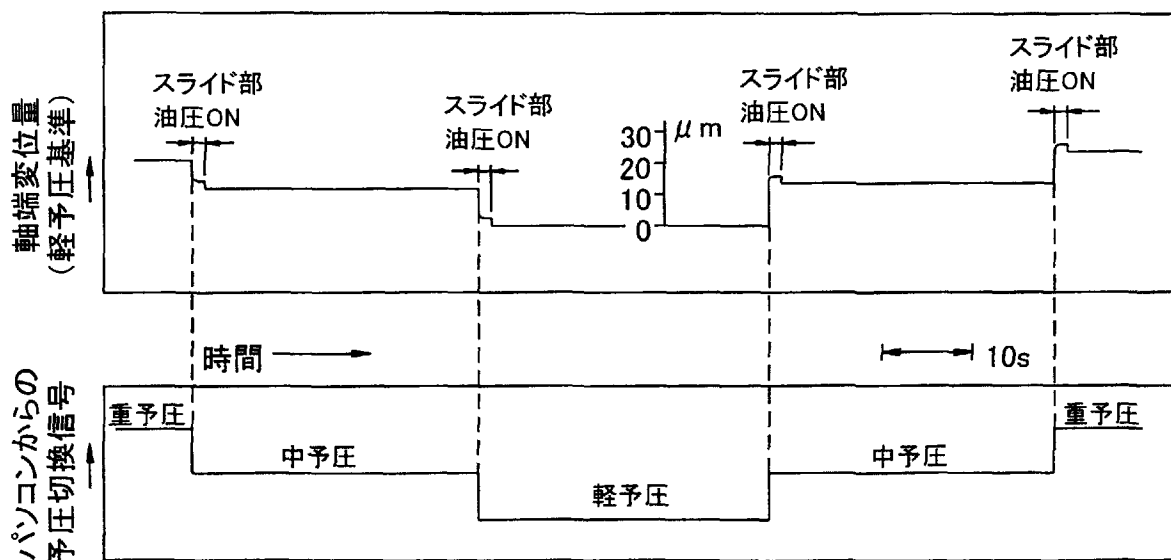 軸端変位量
(軽予圧基準)
スライド部
油圧ON
スライド部
油圧ON
30
μm
20
10
0
スライド部
油圧ON
スライド部
油圧ON
時間
10s
パソコンからの
予圧切換信号
重予圧
中予圧
軽予圧
中予圧
重予圧